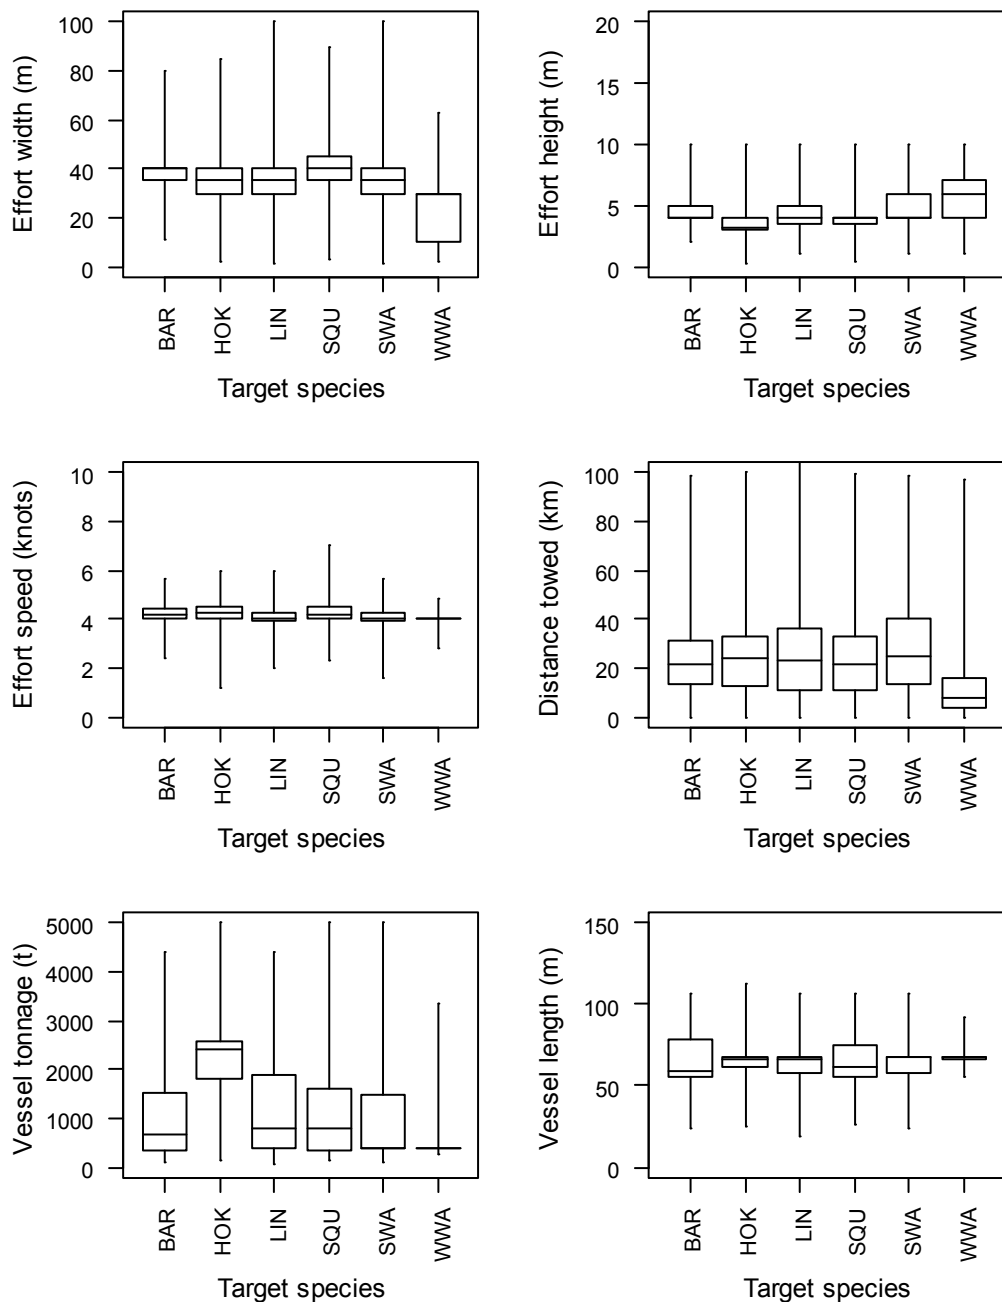 Effort width (m)
100
80
60
40
20
0
BAR
HOK
LIN
SQU
SWA
WWA
Target species
Effort height (m)
20
15
10
5
0
BAR
HOK
LIN
SQU
SWA
WWA
Target species
Effort speed (knots)
10
8
6
4
2
0
BAR
HOK
LIN
SQU
SWA
WWA
Target species
Distance towed (km)
100
80
60
40
20
0
BAR
HOK
LIN
SQU
SWA
WWA
Target species
Vessel tonnage (t)
5000
4000
3000
2000
1000
0
BAR
HOK
LIN
SQU
SWA
WWA
Target species
Vessel length (m)
150
100
50
0
BAR
HOK
LIN
SQU
SWA
WWA
Target species